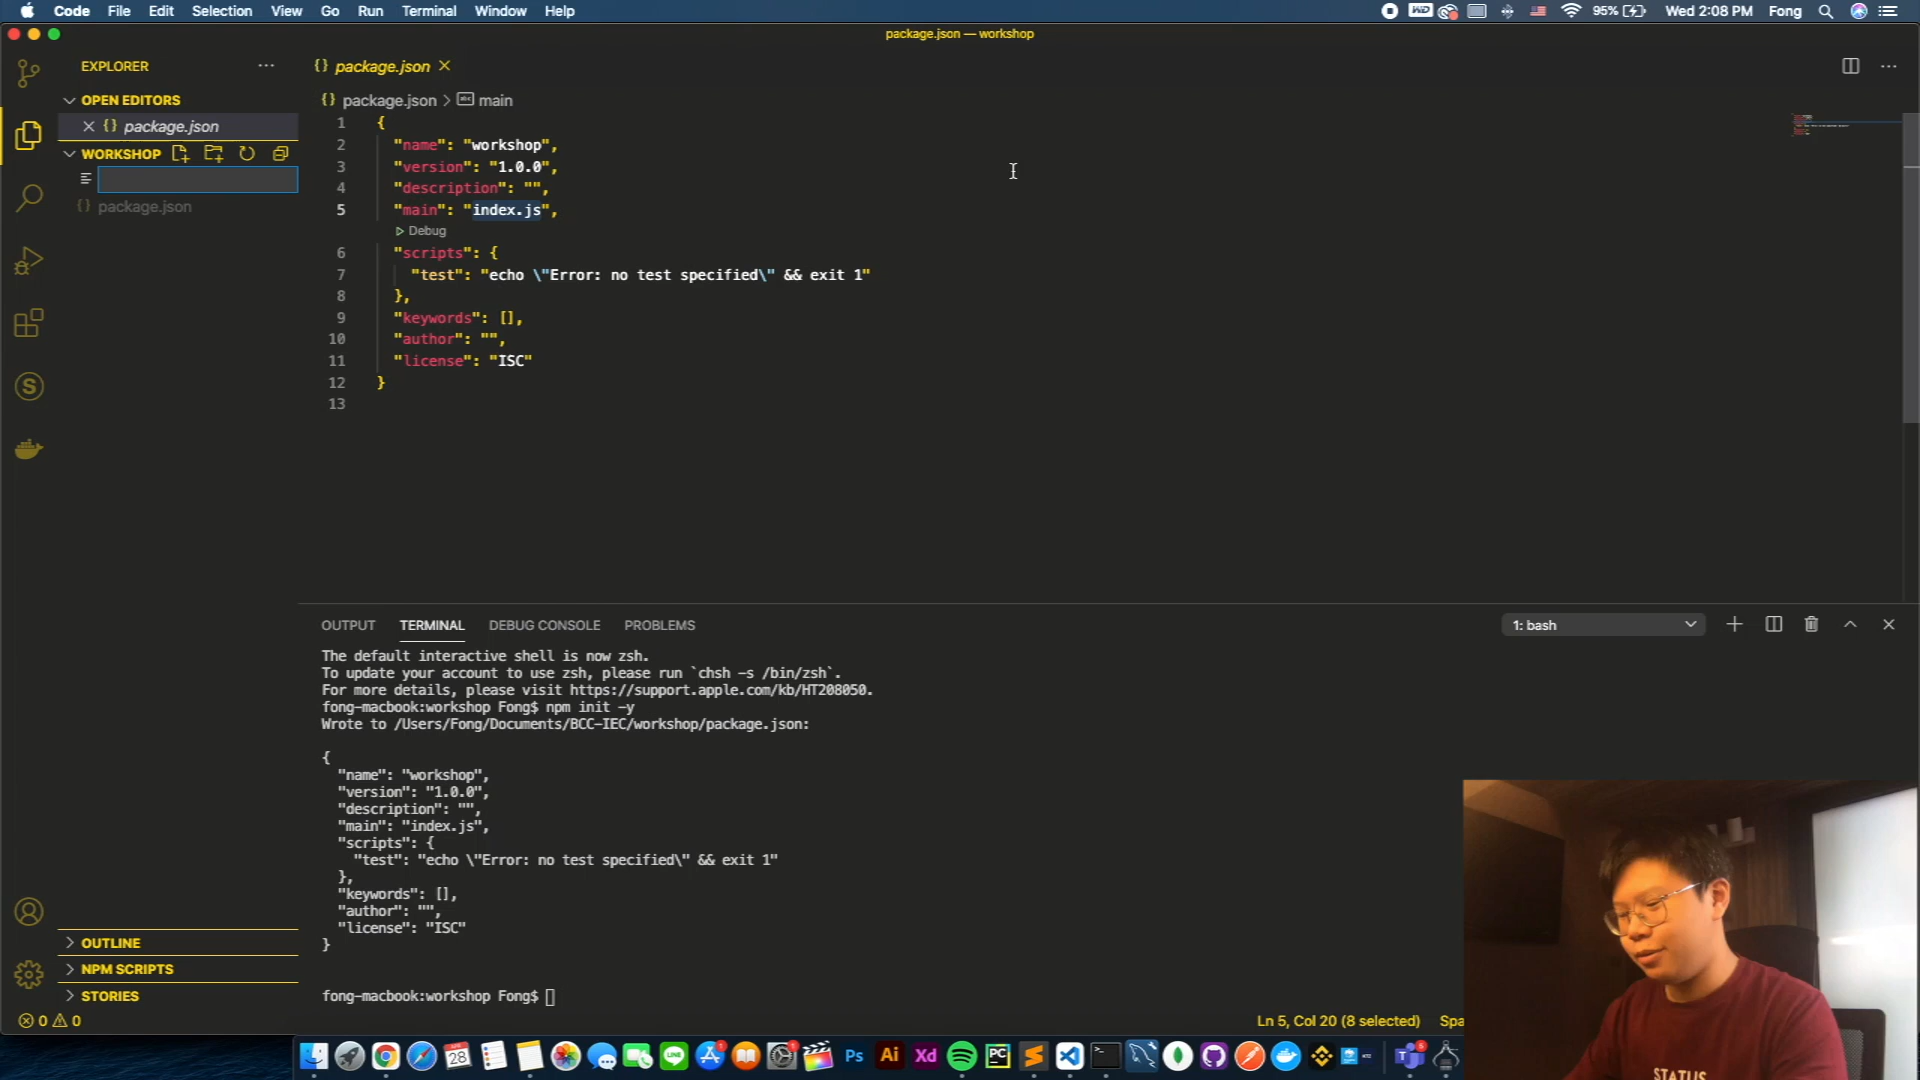 Code File Edit Selection View Go Run Terminal Window Help
95% Wed 2:08 PM Fong
package.json — workshop
EXPLORER
package.json
OPEN EDITORS
package.json
WORKSHOP
package.json
package.json > main
1 {
2 "name": "workshop",
3 "version": "1.0.0",
4 "description": "",
5 "main": "index.js",
Debug
6 "scripts": {
7 "test": "echo \"Error: no test specified\" && exit 1"
8 },
9 "keywords": [],
10 "author": "",
11 "license": "ISC"
12 }
13
OUTPUT TERMINAL DEBUG CONSOLE PROBLEMS
1: bash
The default interactive shell is now zsh.
To update your account to use zsh, please run `chsh -s /bin/zsh`.
For more details, please visit https://support.apple.com/kb/HT208050.
fong-macbook:workshop Fong$ npm init -y
Wrote to /Users/Fong/Documents/BCC-IEC/workshop/package.json:
{
"name": "workshop",
"version": "1.0.0",
"description": "",
"main": "index.js",
"scripts": {
"test": "echo \"Error: no test specified\" && exit 1"
},
"keywords": [],
"author": "",
"license": "ISC"
}
fong-macbook:workshop Fong$
OUTLINE
NPM SCRIPTS
STORIES
0 0
Ln 5, Col 20 (8 selected) Spa
STATUS